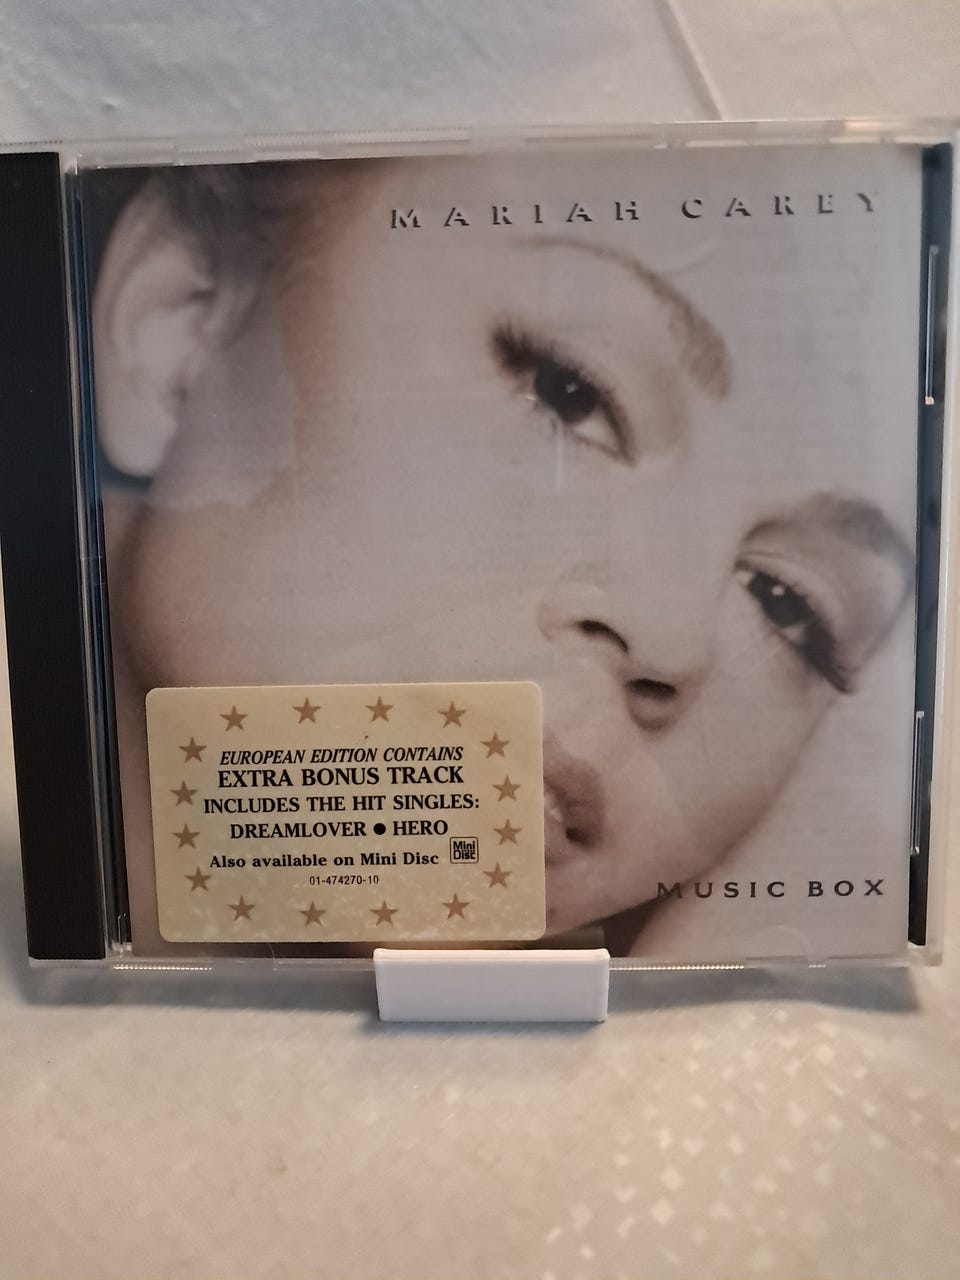 MARIAH CAREY
EUROPEAN EDITION CONTAINS
EXTRA BONUS TRACK
INCLUDES THE HIT SINGLES:
DREAMLOVER ● HERO
Also available on Mini Disc
Mini
Disc
01-474270-10
MUSIC BOX